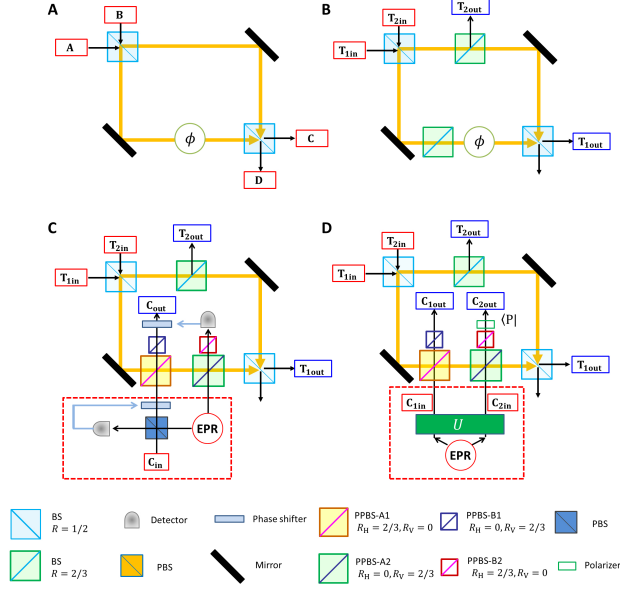 A
B
A
C
D
ϕ
B
T2in
T1in
T2out
T1out
ϕ
C
T2in
T1in
T2out
Cout
T1out
EPR
Cin
D
T2in
T1in
T2out
C1out
C2out
⟨P|
T1out
C1in
C2in
U
EPR
BS
R = 1/2
Detector
Phase shifter
PPBS-A1
RH = 2/3, RV = 0
PPBS-B1
RH = 0, RV = 2/3
PBS
BS
R = 2/3
PBS
Mirror
PPBS-A2
RH = 0, RV = 2/3
PPBS-B2
RH = 2/3, RV = 0
Polarizer